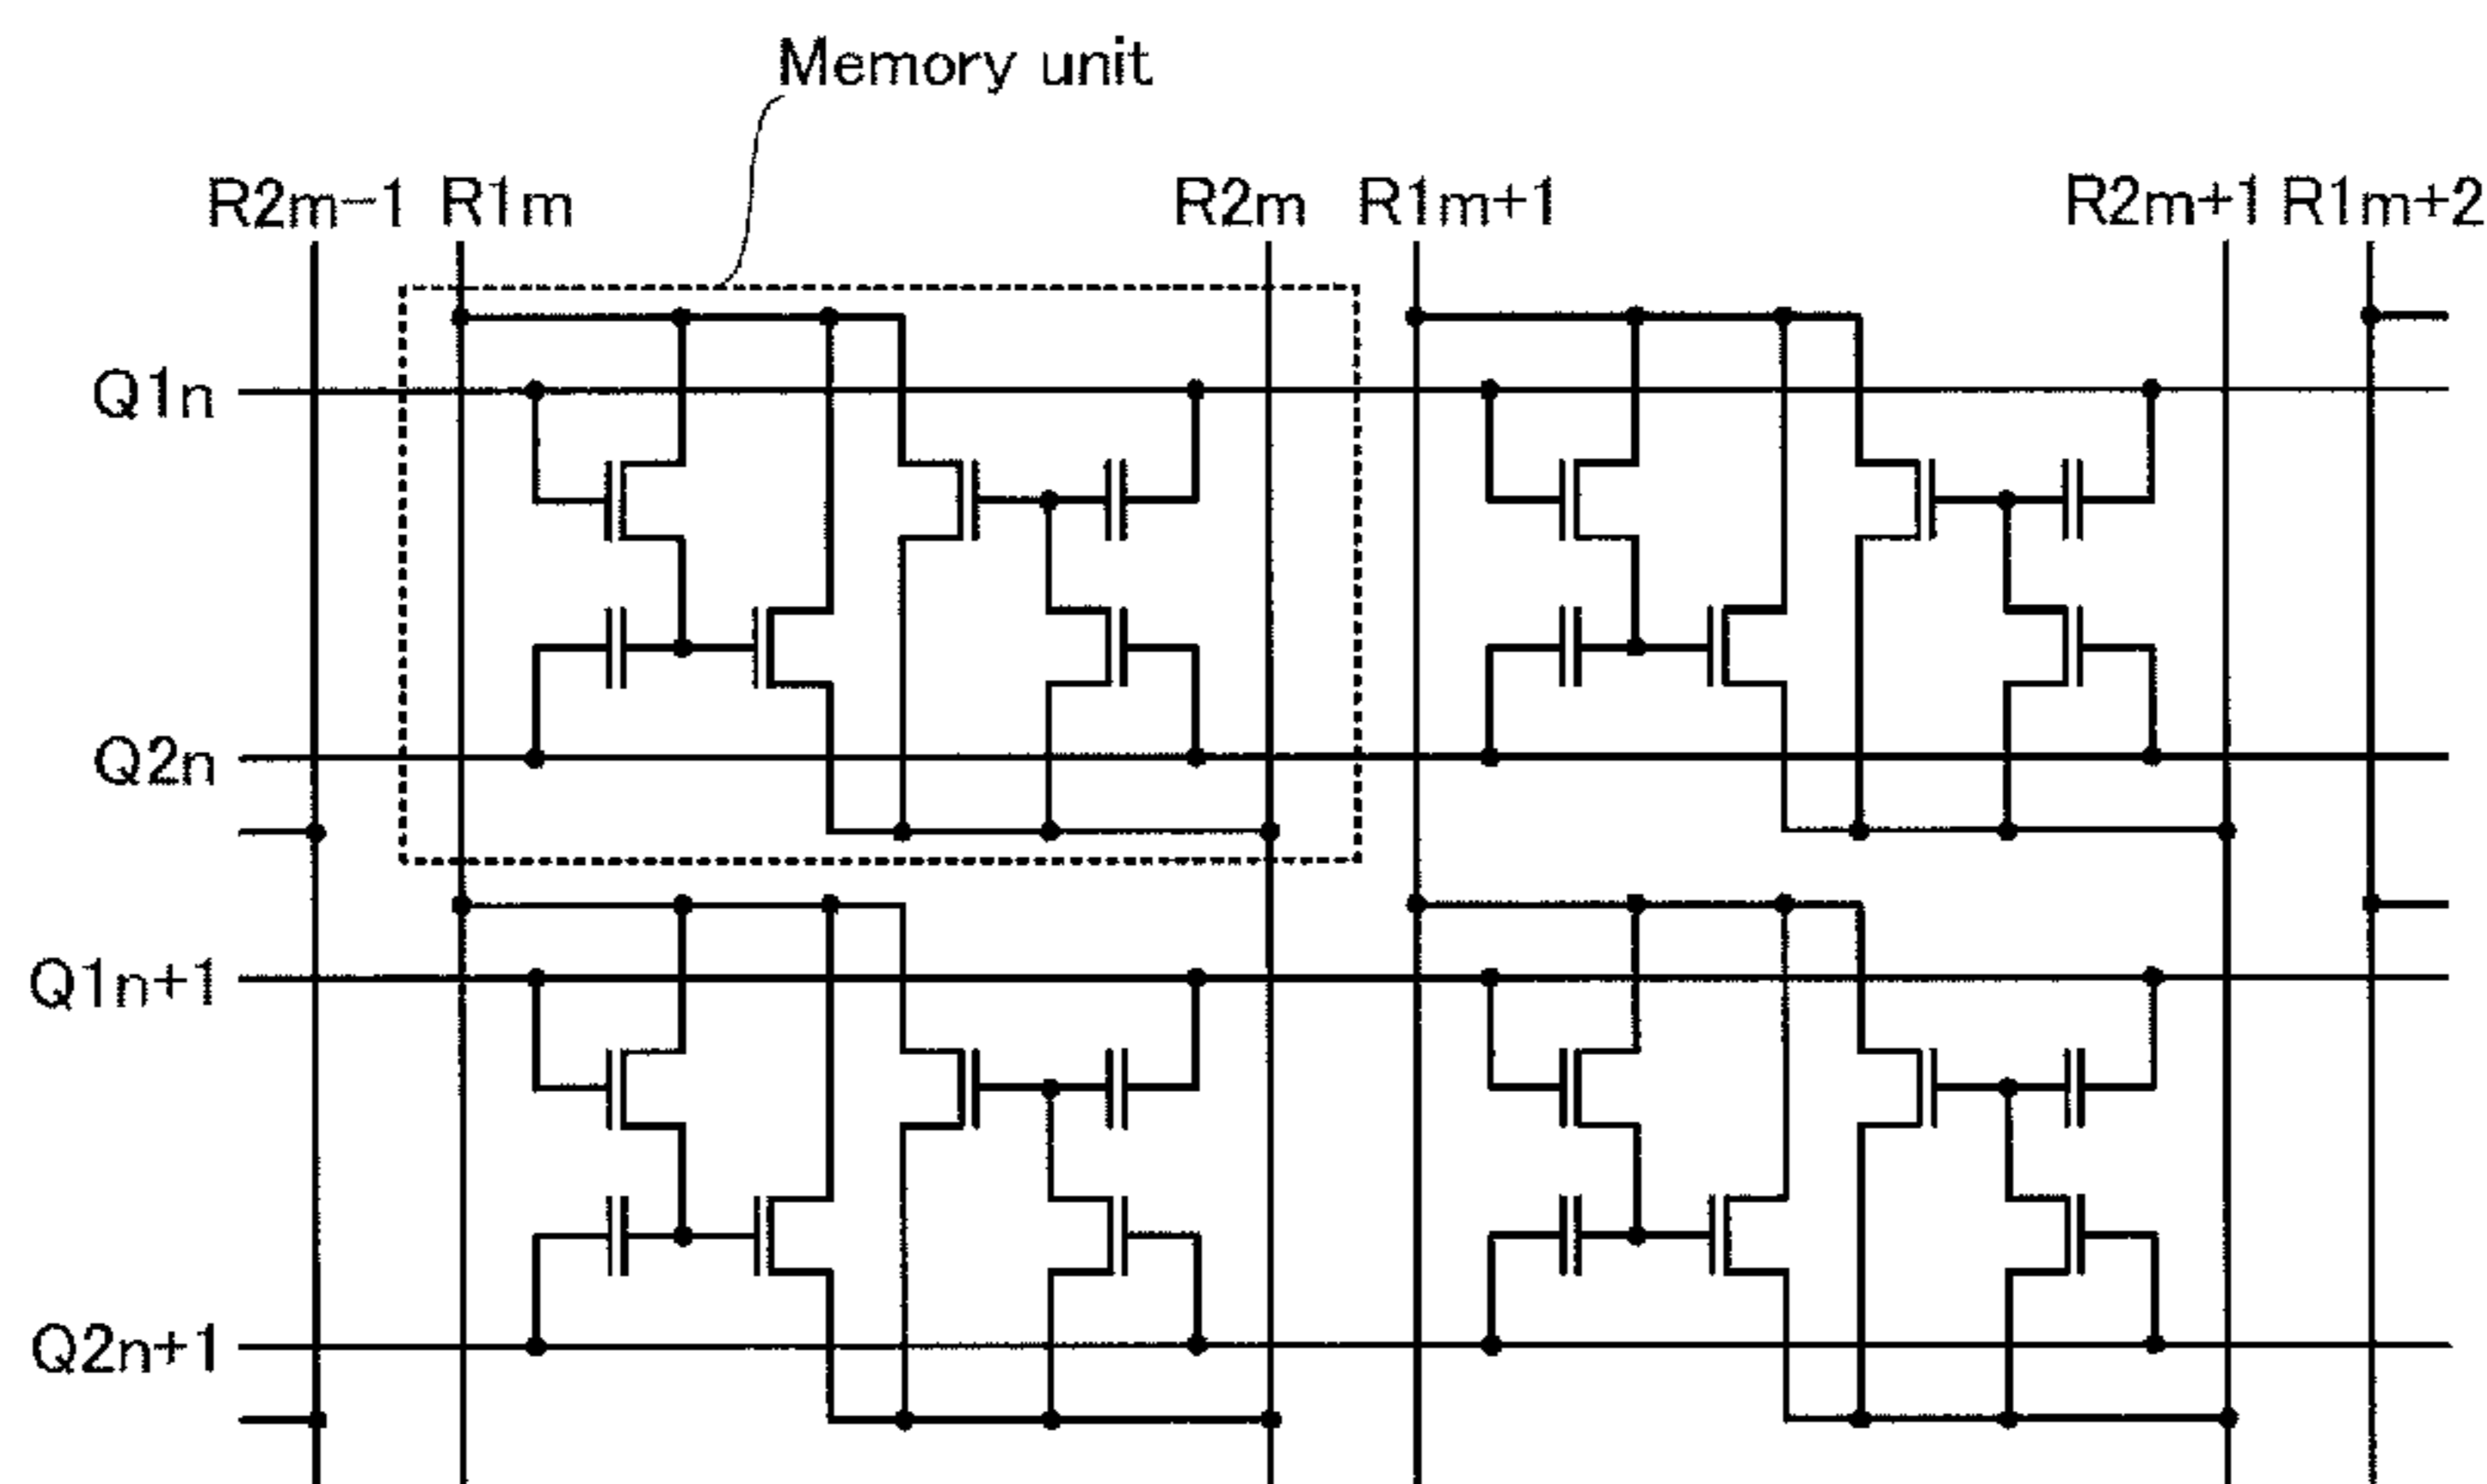 Memory unit
R2m-1 R1m R2m R1m+1 R2m+1 R1m+2
Q1n
Q2n
Q1n+1
Q2n+1